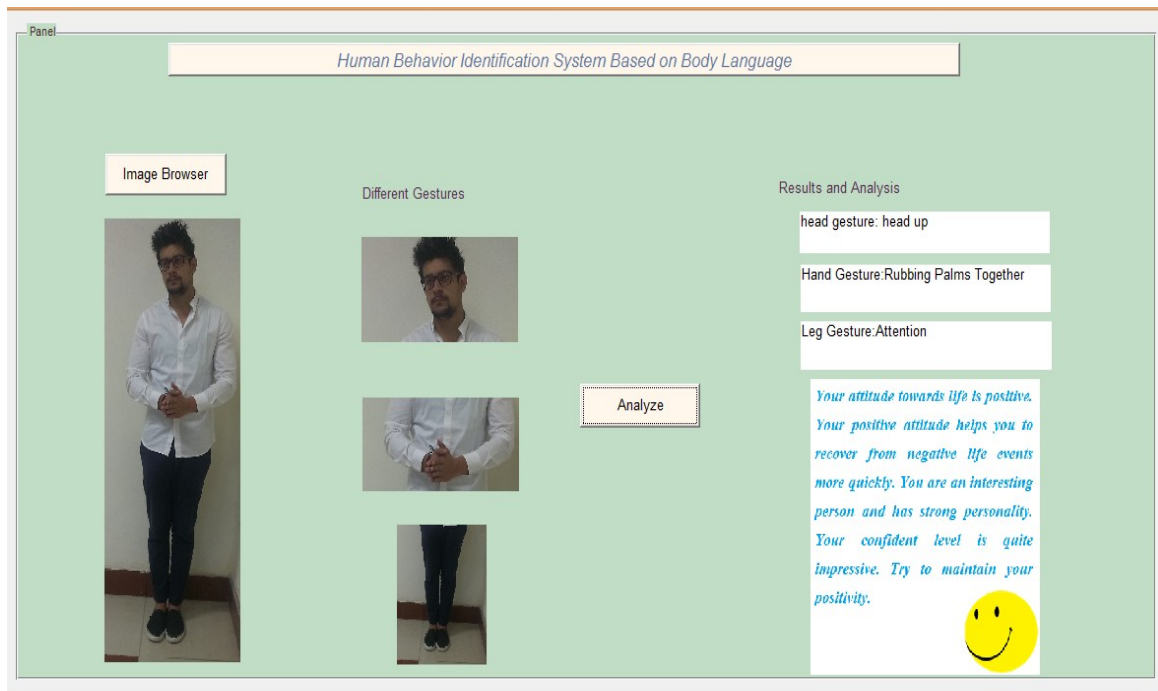 Panel
Human Behavior Identification System Based on Body Language
Image Browser
Different Gestures
Analyze
Results and Analysis
head gesture: head up
Hand Gesture:Rubbing Palms Together
Leg Gesture:Attention
Your attitude towards life is positive.
Your positive attitude helps you to
recover from negative life events
more quickly. You are an interesting
person and has strong personality.
Your confident level is quite
impressive. Try to maintain your
positivity.